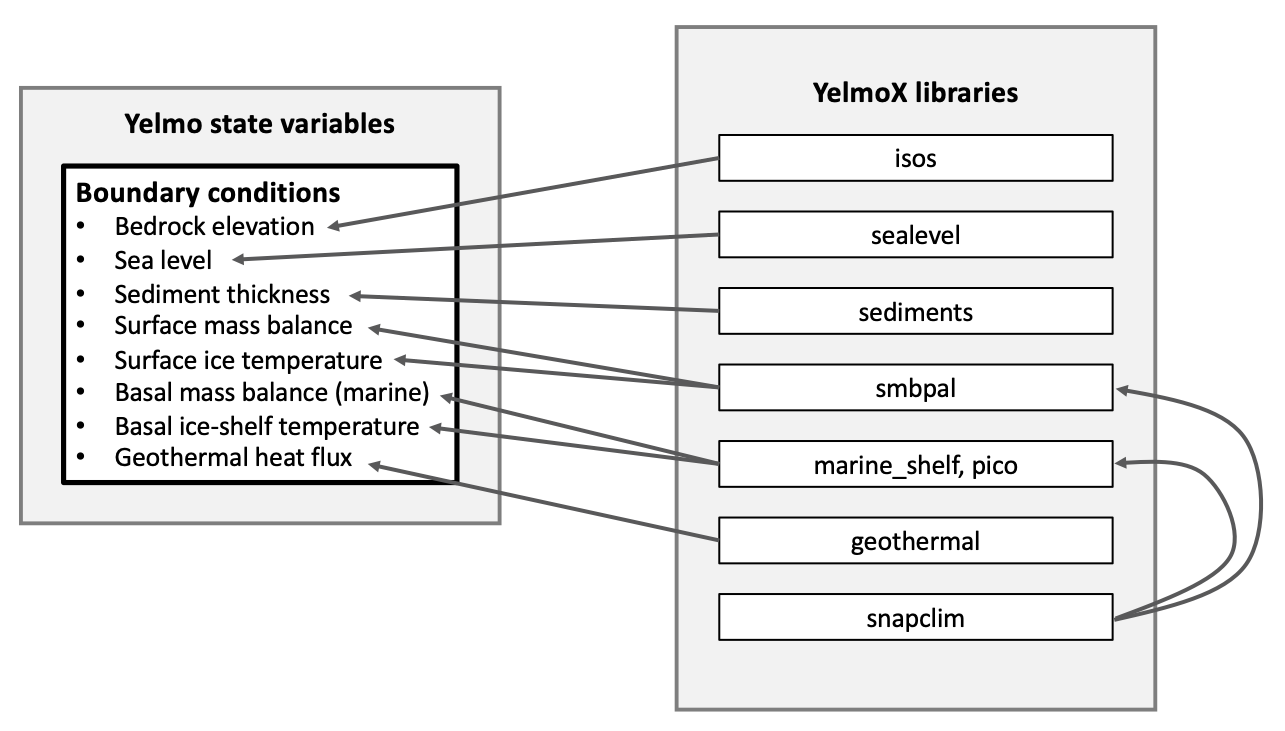 Yelmo state variables
Boundary conditions
• Bedrock elevation
• Sea level
• Sediment thickness
• Surface mass balance
• Surface ice temperature
• Basal mass balance (marine)
• Basal ice-shelf temperature
• Geothermal heat flux
YelmoX libraries
isos
sealevel
sediments
smbpal
marine_shelf, pico
geothermal
snapclim